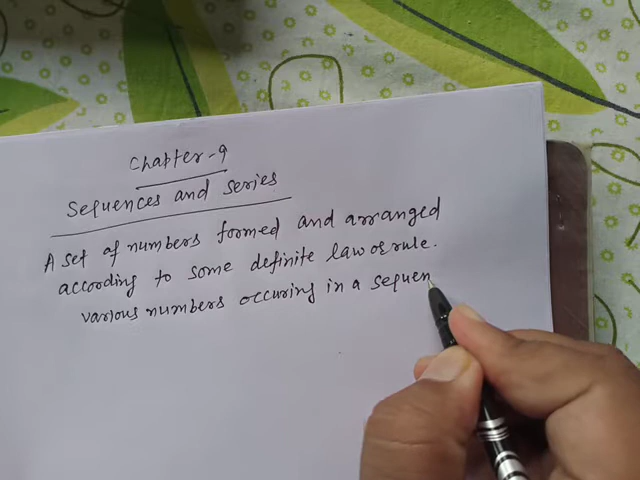 Chapter-9
Sequences and series
A set of numbers formed and arranged
according to some definite law or rule.
various numbers occuring in a sequen